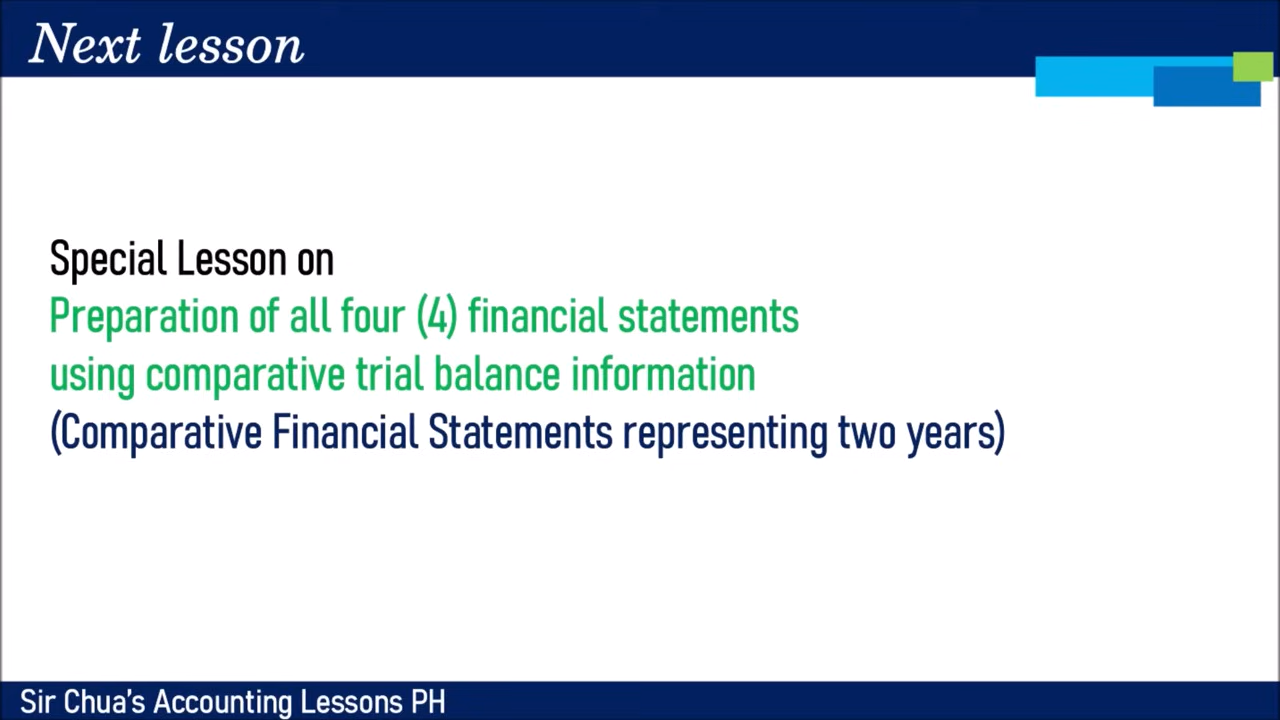 Next lesson
Special Lesson on
Preparation of all four (4) financial statements
using comparative trial balance information
(Comparative Financial Statements representing two years)
Sir Chua's Accounting Lessons PH